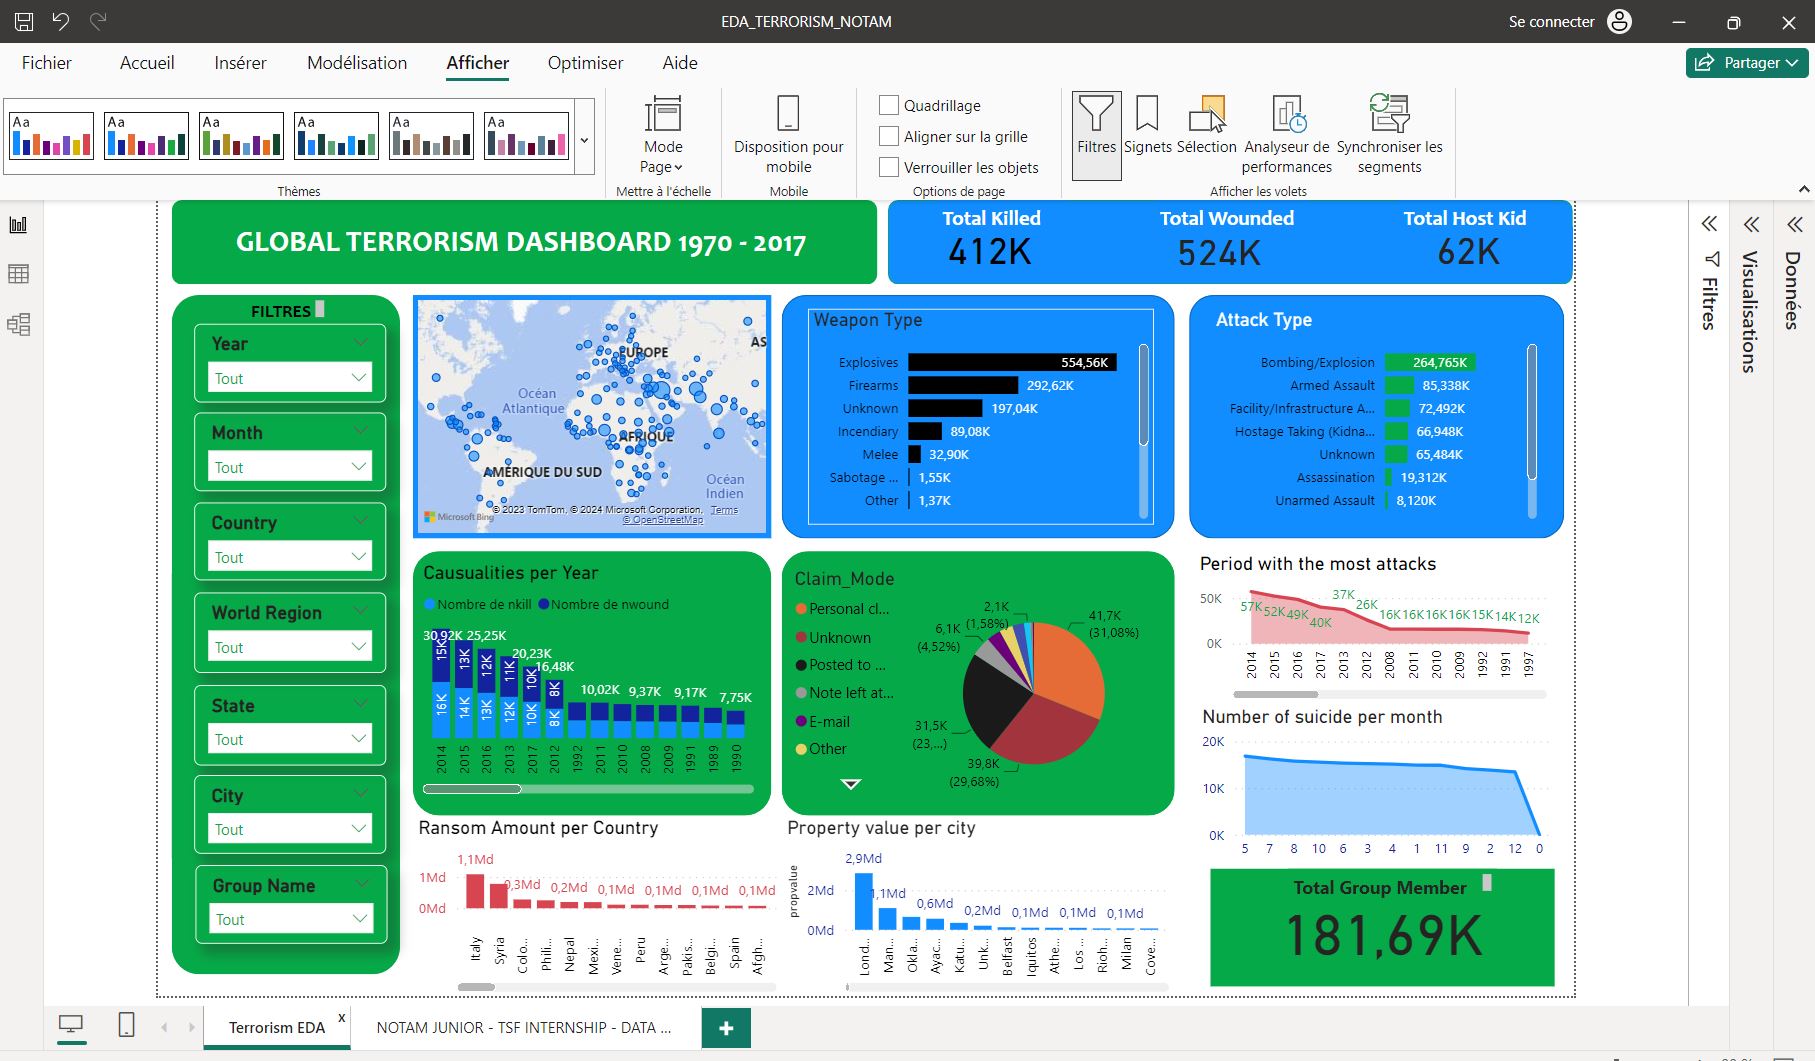 EDA_TERRORISM_NOTAM
Se connecter
Fichier
Accueil
Insérer
Modélisation
Afficher
Optimiser
Aide
Partager
Aa
Aa
Aa
Aa
Aa
Aa
Thèmes
Mode Page
Mettre à l'échelle
Disposition pour mobile
Mobile
Quadrillage
Aligner sur la grille
Verrouiller les objets
Options de page
Filtres
Signets
Sélection
Analyseur de performances
Synchroniser les segments
Afficher les volets
GLOBAL TERRORISM DASHBOARD 1970 - 2017
Total Killed
412K
Total Wounded
524K
Total Host Kid
62K
Filtres
Visualisations
Données
FILTRES
Year
Tout
Month
Tout
Country
Tout
World Region
Tout
State
Tout
City
Tout
Group Name
Tout
EUROPE
AS
Océan Atlantique
AFRIQUE
AMÉRIQUE DU SUD
Océan Indien
Microsoft Bing
© 2023 TomTom, © 2024 Microsoft Corporation, Terms
© OpenStreetMap
Weapon Type
Explosives 554,56K
Firearms 292,62K
Unknown 197,04K
Incendiary 89,08K
Melee 32,90K
Sabotage ... 1,55K
Other 1,37K
Attack Type
Bombing/Explosion 264,765K
Armed Assault 85,338K
Facility/Infrastructure A... 72,492K
Hostage Taking (Kidna... 66,948K
Unknown 65,484K
Assassination 19,312K
Unarmed Assault 8,120K
Causualities per Year
Nombre de nkill Nombre de nwound
30,92K 25,25K 20,23K 16,48K 10,02K 9,37K 9,17K 7,75K
15K 13K 12K 11K 10K 8K
16K 14K 13K 12K 10K 8K
2014 2015 2016 2013 2017 2012 1992 2011 2010 2008 2009 1991 1989 1990
Claim_Mode
Personal cl...
Unknown
Posted to ...
Note left at...
E-mail
Other
41,7K (31,08%)
39,8K (29,68%)
31,5K (23,...)
6,1K (4,52%)
2,1K (1,58%)
Period with the most attacks
50K
0K
57K 52K 49K 40K 37K 26K 16K 16K 16K 16K 15K 14K 12K
2014 2015 2016 2017 2013 2012 2008 2011 2010 2009 1992 1991 1997
Number of suicide per month
20K
10K
0K
5 7 8 10 6 3 4 1 11 9 2 12 0
Ransom Amount per Country
1Md
0Md
1,1Md 0,3Md 0,2Md 0,1Md 0,1Md 0,1Md 0,1Md
Italy Syria Colo... Phili... Nepal Mexi... Vene... Peru Arge... Pakis... Belgi... Spain Afgh...
Property value per city
propvalue
2Md
0Md
2,9Md 1,1Md 0,6Md 0,2Md 0,1Md 0,1Md 0,1Md
Lond... Man... Okla... Ayac... Katu... Unk... Belfast Iquitos Athe... Los ... Rioh... Milan Cove...
Total Group Member
181,69K
Terrorism EDA x
NOTAM JUNIOR - TSF INTERNSHIP - DATA ...